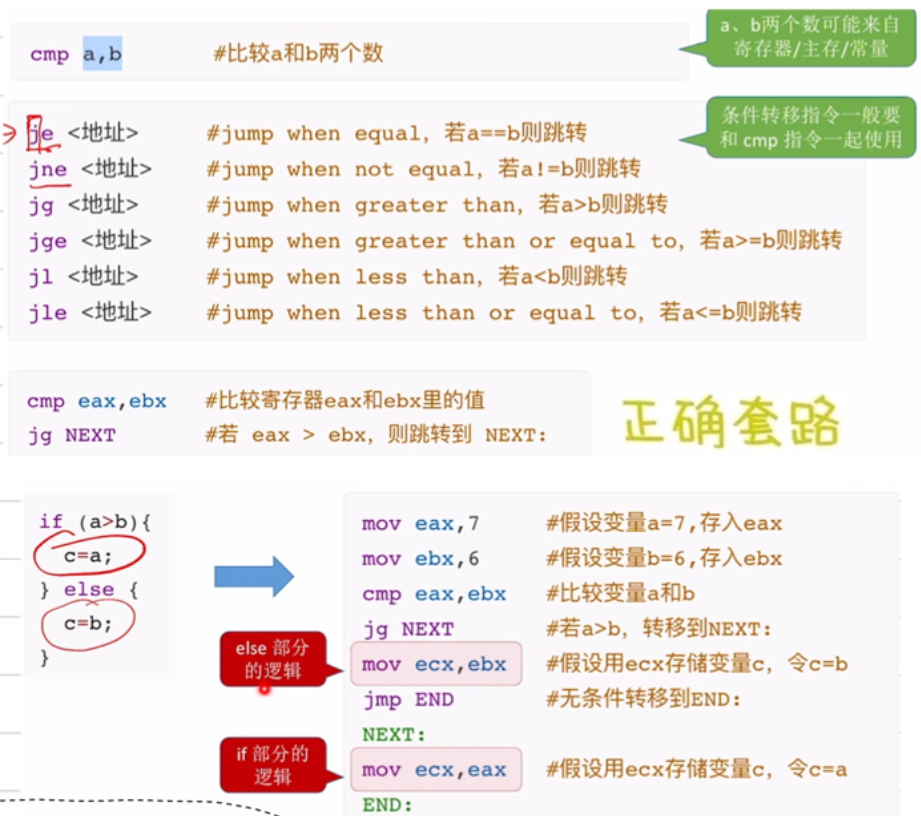 cmp a,b #比较a和b两个数
a、b两个数可能来自
寄存器/主存/常量
je <地址> #jump when equal，若a==b则跳转
条件转移指令一般要
和 cmp 指令一起使用
jne <地址> #jump when not equal，若a!=b则跳转
jg <地址> #jump when greater than，若a>b则跳转
jge <地址> #jump when greater than or equal to，若a>=b则跳转
jl <地址> #jump when less than，若a<b则跳转
jle <地址> #jump when less than or equal to，若a<=b则跳转
cmp eax,ebx #比较寄存器eax和ebx里的值
jg NEXT #若 eax > ebx，则跳转到 NEXT:
正确套路
if (a>b){
c=a;
} else {
c=b;
}
mov eax,7 #假设变量a=7,存入eax
mov ebx,6 #假设变量b=6,存入ebx
cmp eax,ebx #比较变量a和b
jg NEXT #若a>b，转移到NEXT:
else 部分
的逻辑
mov ecx,ebx #假设用ecx存储变量c，令c=b
jmp END #无条件转移到END:
NEXT:
if 部分的
逻辑
mov ecx,eax #假设用ecx存储变量c，令c=a
END: